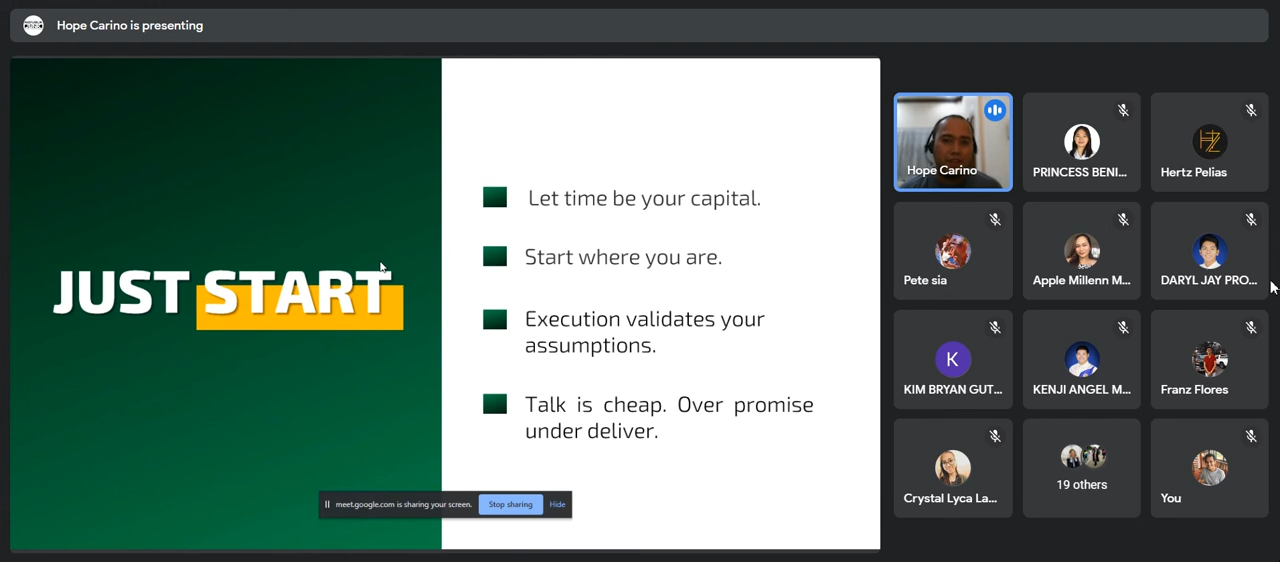 Hope Carino is presenting
JUST START
Let time be your capital.
Start where you are.
Execution validates your
assumptions.
Talk is cheap. Over promise
under deliver.
meet.google.com is sharing your screen.
Stop sharing
Hide
Hope Carino
PRINCESS BENI...
Hertz Pelias
Pete sia
Apple Millenn M...
DARYL JAY PRO...
K
KIM BRYAN GUT...
KENJI ANGEL M...
Franz Flores
Crystal Lyca La...
19 others
You